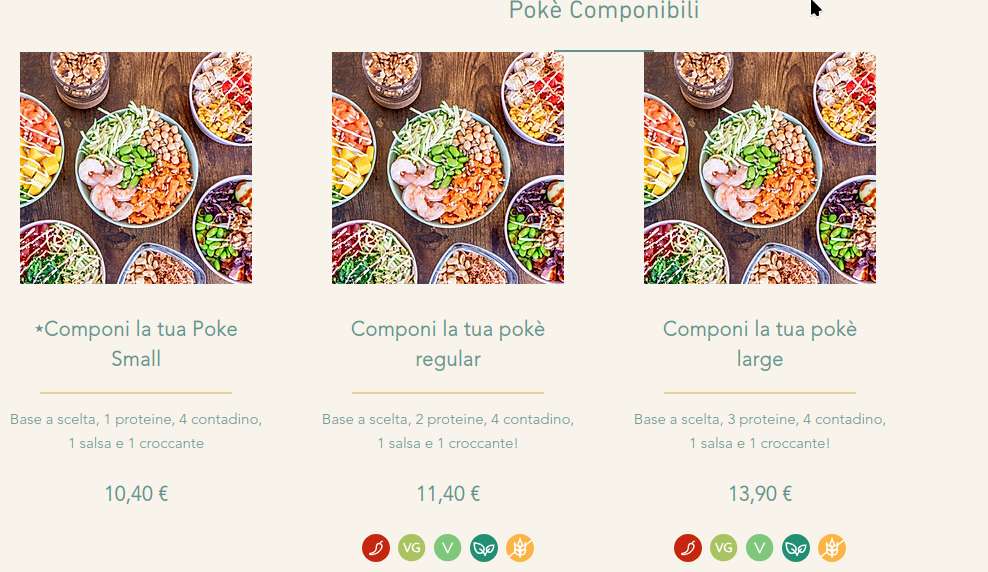 Pokè Componibili
★Componi la tua Poke
Small
Base a scelta, 1 proteine, 4 contadino,
1 salsa e 1 croccante
10,40 €
Componi la tua pokè
regular
Base a scelta, 2 proteine, 4 contadino,
1 salsa e 1 croccante!
11,40 €
VG V
Componi la tua pokè
large
Base a scelta, 3 proteine, 4 contadino,
1 salsa e 1 croccante!
13,90 €
VG V